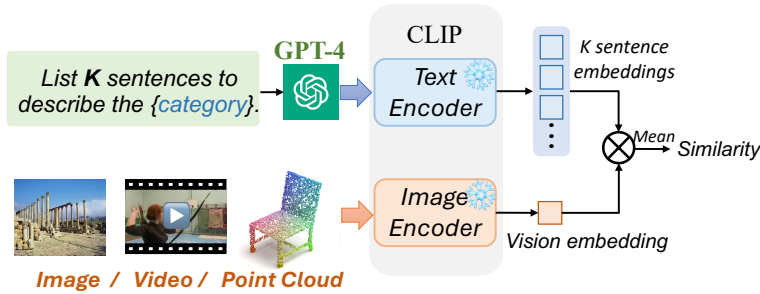 GPT-4
CLIP
List K sentences to
describe the {category}.
Text
Encoder
K sentence
embeddings
Mean
Similarity
Image
Encoder
Vision embedding
Image / Video / Point Cloud